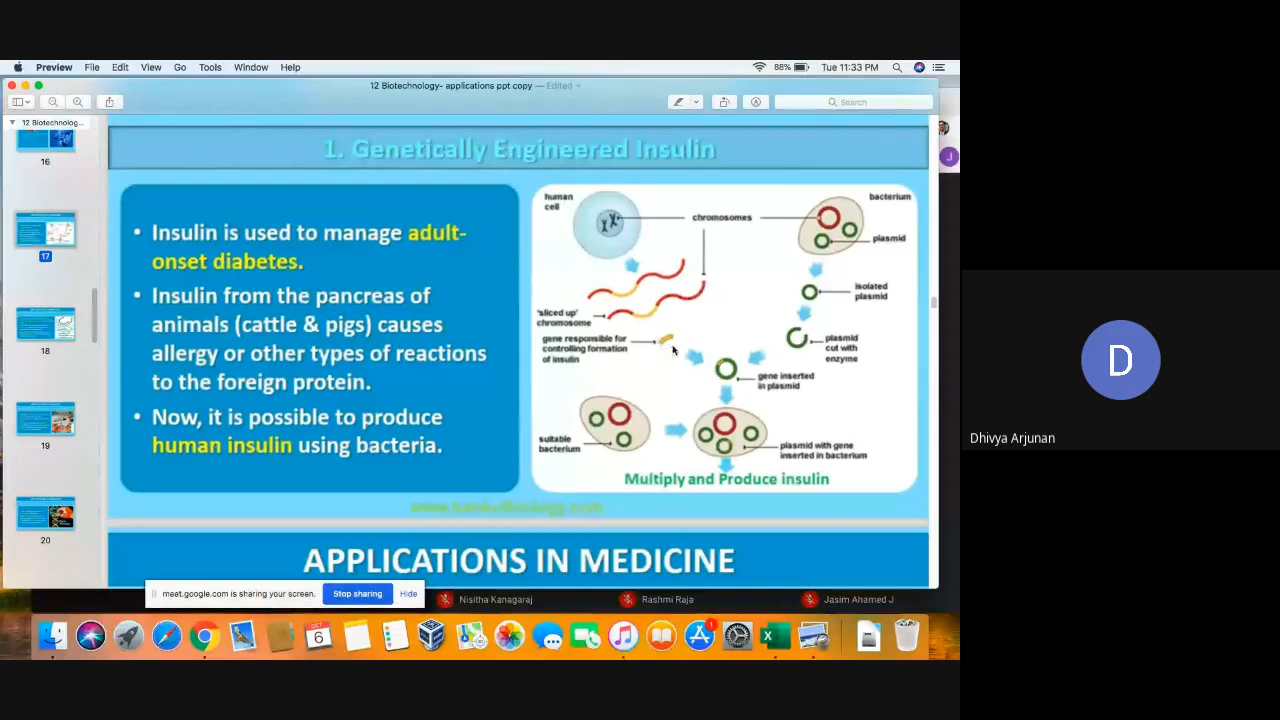 Preview File Edit View Go Tools Window Help
88% Tue 11:33 PM
12 Biotechnology- applications ppt copy — Edited
Search
12 Biotechnolog...
16
17
18
19
20
1. Genetically Engineered Insulin
• Insulin is used to manage adult-
onset diabetes.
• Insulin from the pancreas of
animals (cattle & pigs) causes
allergy or other types of reactions
to the foreign protein.
• Now, it is possible to produce
human insulin using bacteria.
human
cell
chromosomes
bacterium
plasmid
isolated
plasmid
'sliced up'
chromosome
gene responsible for
controlling formation
of insulin
plasmid
cut with
enzyme
gene inserted
in plasmid
suitable
bacterium
plasmid with gene
inserted in bacterium
Multiply and Produce insulin
APPLICATIONS IN MEDICINE
meet.google.com is sharing your screen. Stop sharing Hide
Nisitha Kanagaraj
Rashmi Raja
Jasim Ahamed J
OCT
6
1
J
D
Dhivya Arjunan